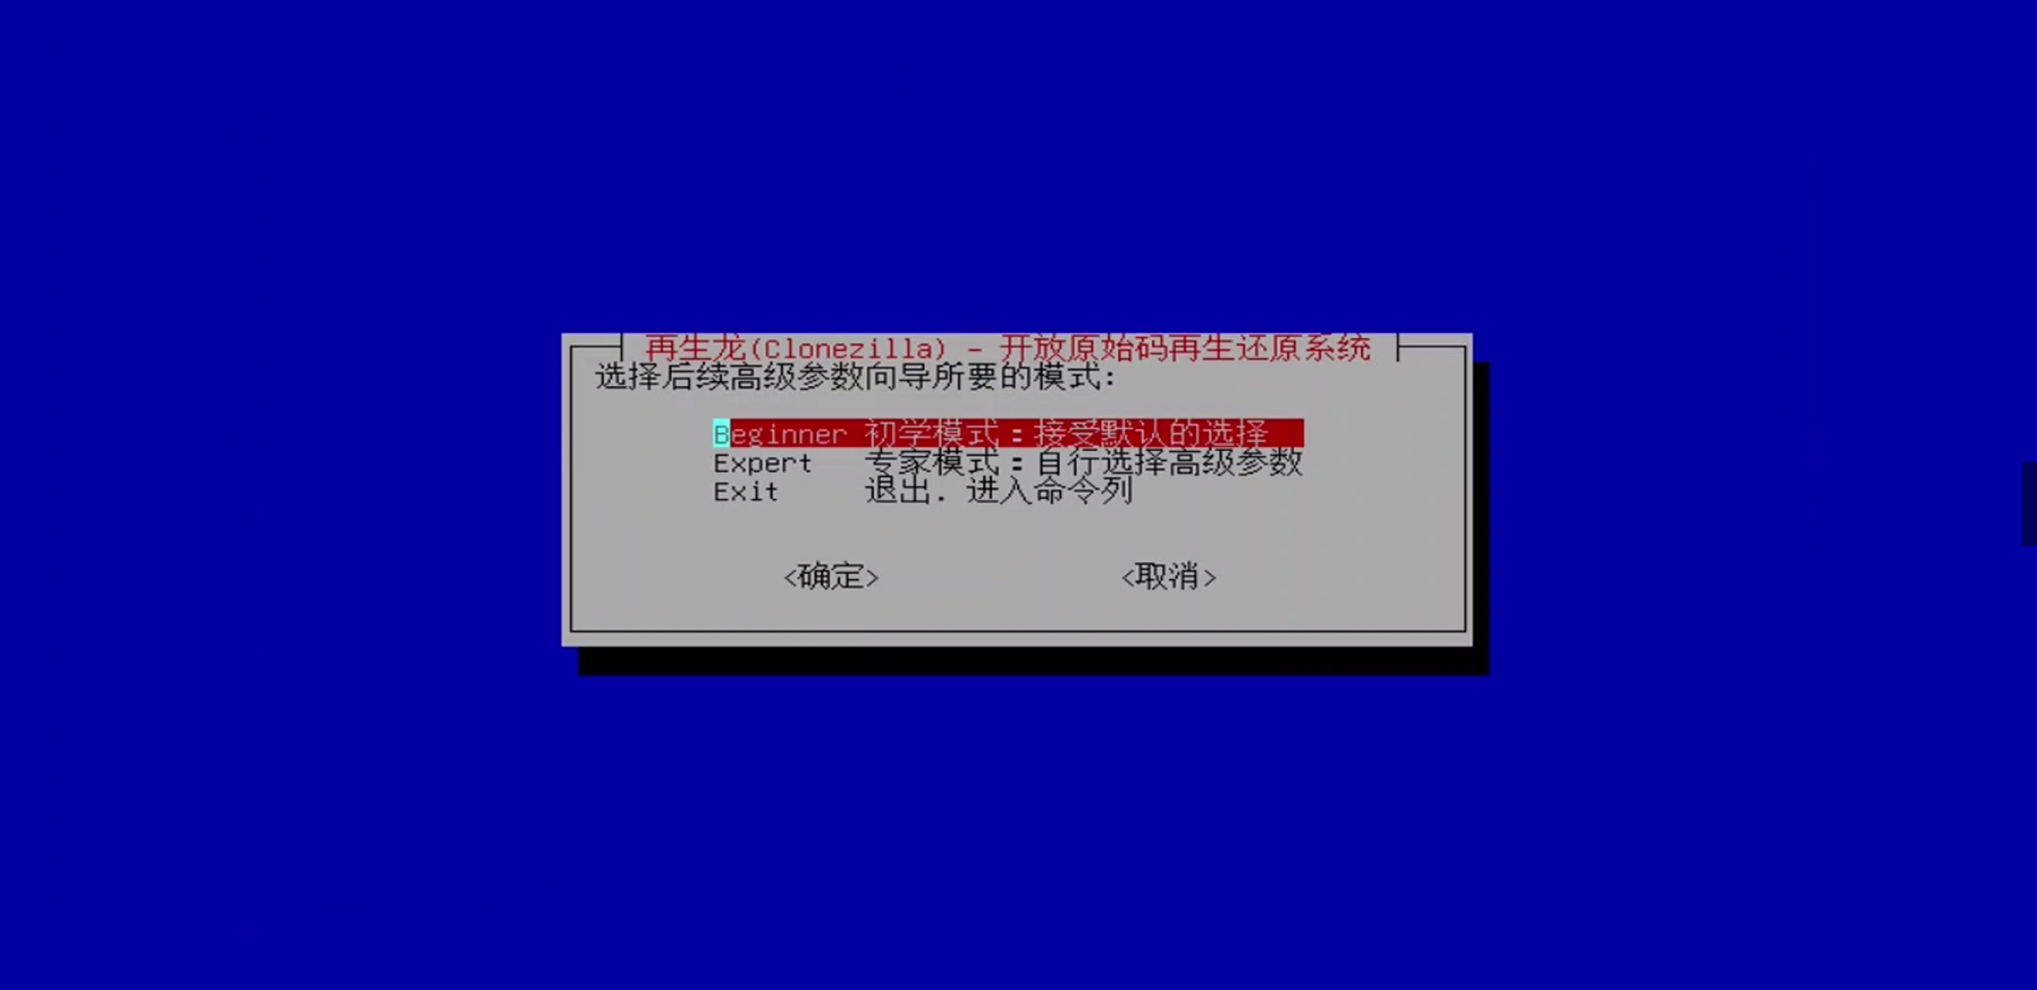 再生龙(Clonezilla) - 开放原始码再生还原系统
选择后续高级参数向导所要的模式:
Beginner 初学模式：接受默认的选择
Expert 专家模式：自行选择高级参数
Exit 退出. 进入命令列
<确定> <取消>